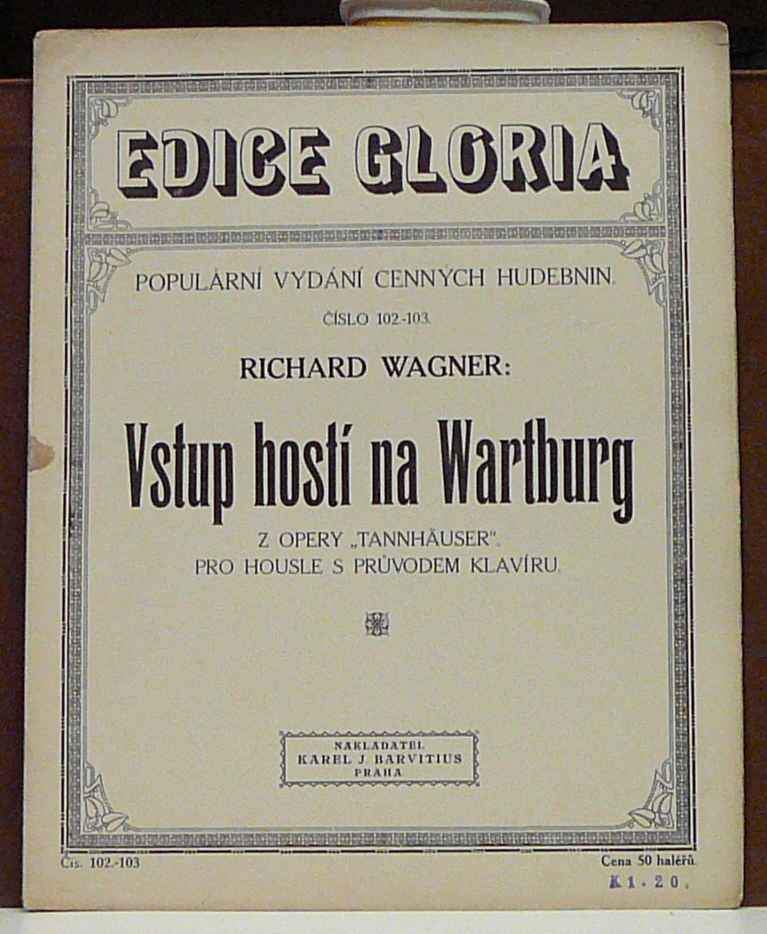 EDICE GLORIA
POPULÁRNÍ VYDÁNÍ CENNÝCH HUDEBNIN.
ČÍSLO 102.-103.
RICHARD WAGNER:
Vstup hostí na Wartburg
Z OPERY „TANNHÄUSER“.
PRO HOUSLE S PRŮVODEM KLAVÍRU.
NAKLADATEL
KAREL J. BARVITIUS
PRAHA
Čís. 102.-103
Cena 50 haléřů.
K 1.20.